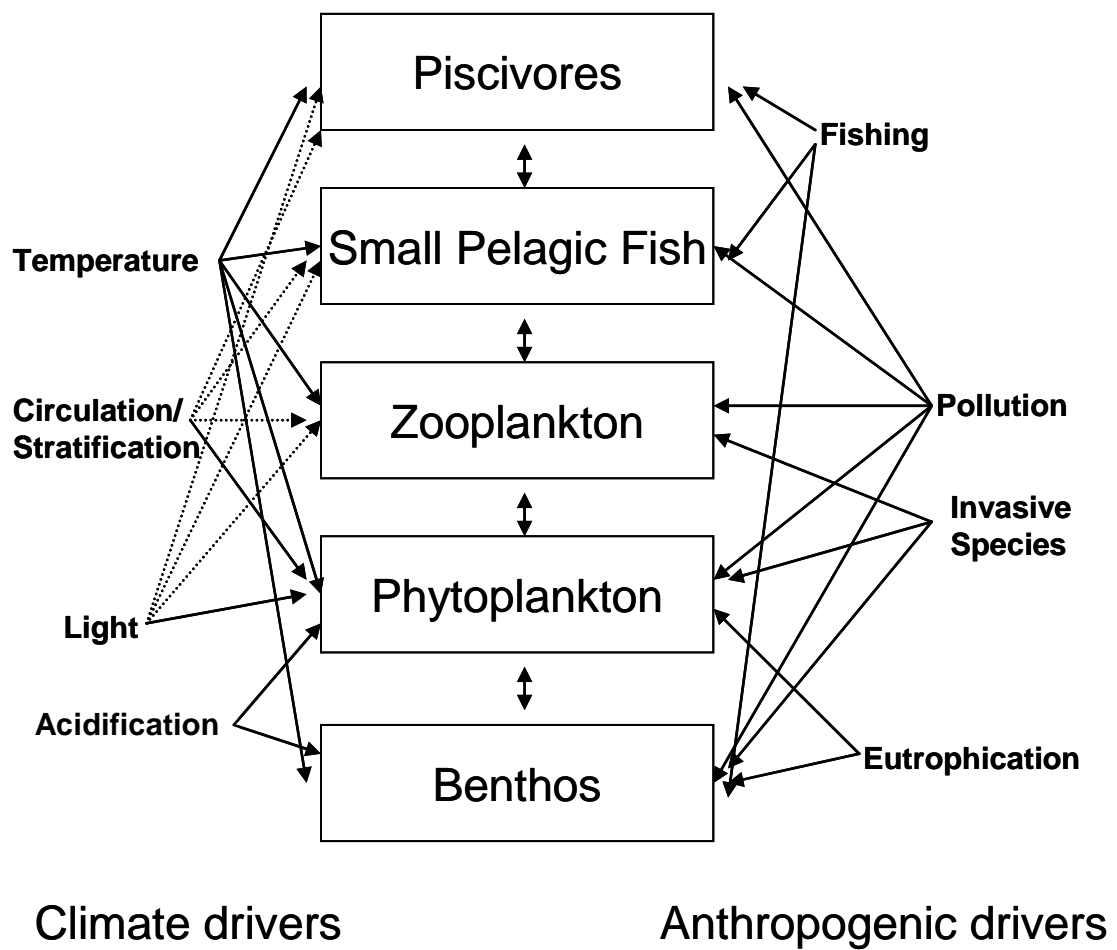 Piscivores
Fishing
Small Pelagic Fish
Temperature
Circulation/
Stratification
Zooplankton
Pollution
Invasive
Species
Phytoplankton
Light
Acidification
Benthos
Eutrophication
Climate drivers
Anthropogenic drivers